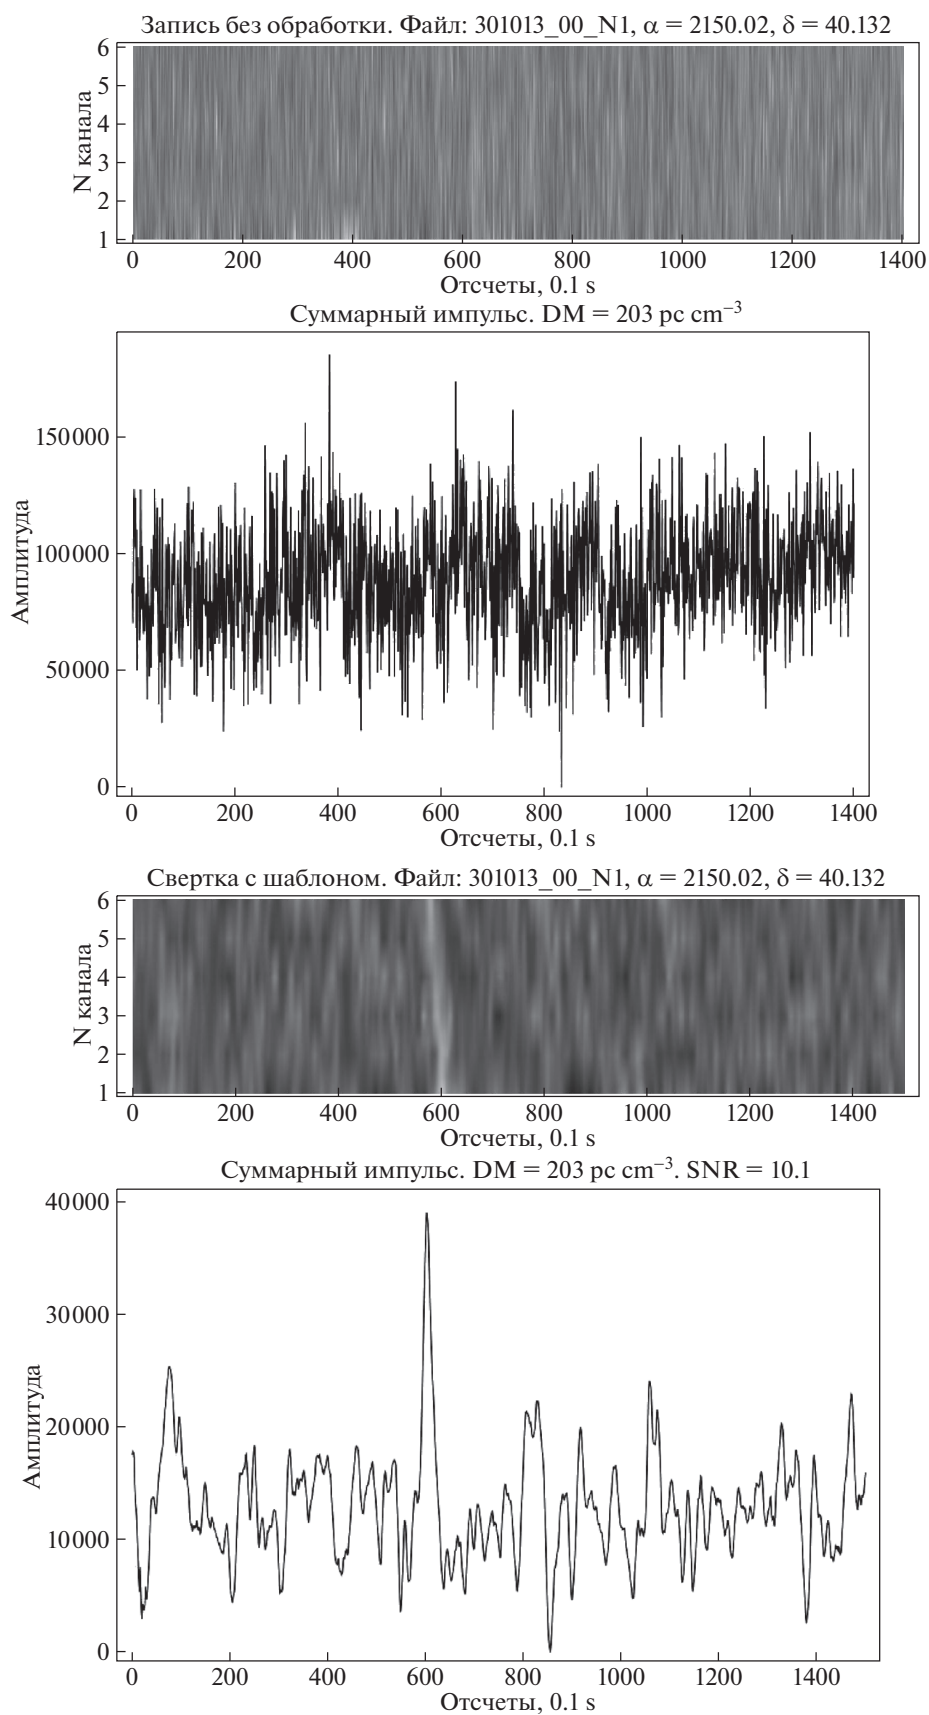 Запись без обработки. Файл: 301013_00_N1, α = 2150.02, δ = 40.132
6
5
4
3
2
1
N канала
0 200 400 600 800 1000 1200 1400
Отсчеты, 0.1 s
Суммарный импульс. DM = 203 pc cm⁻³
150000
100000
50000
0
Амплитуда
0 200 400 600 800 1000 1200 1400
Отсчеты, 0.1 s
Свертка с шаблоном. Файл: 301013_00_N1, α = 2150.02, δ = 40.132
6
5
4
3
2
1
N канала
0 200 400 600 800 1000 1200 1400
Отсчеты, 0.1 s
Суммарный импульс. DM = 203 pc cm⁻³. SNR = 10.1
40000
30000
20000
10000
0
Амплитуда
0 200 400 600 800 1000 1200 1400
Отсчеты, 0.1 s